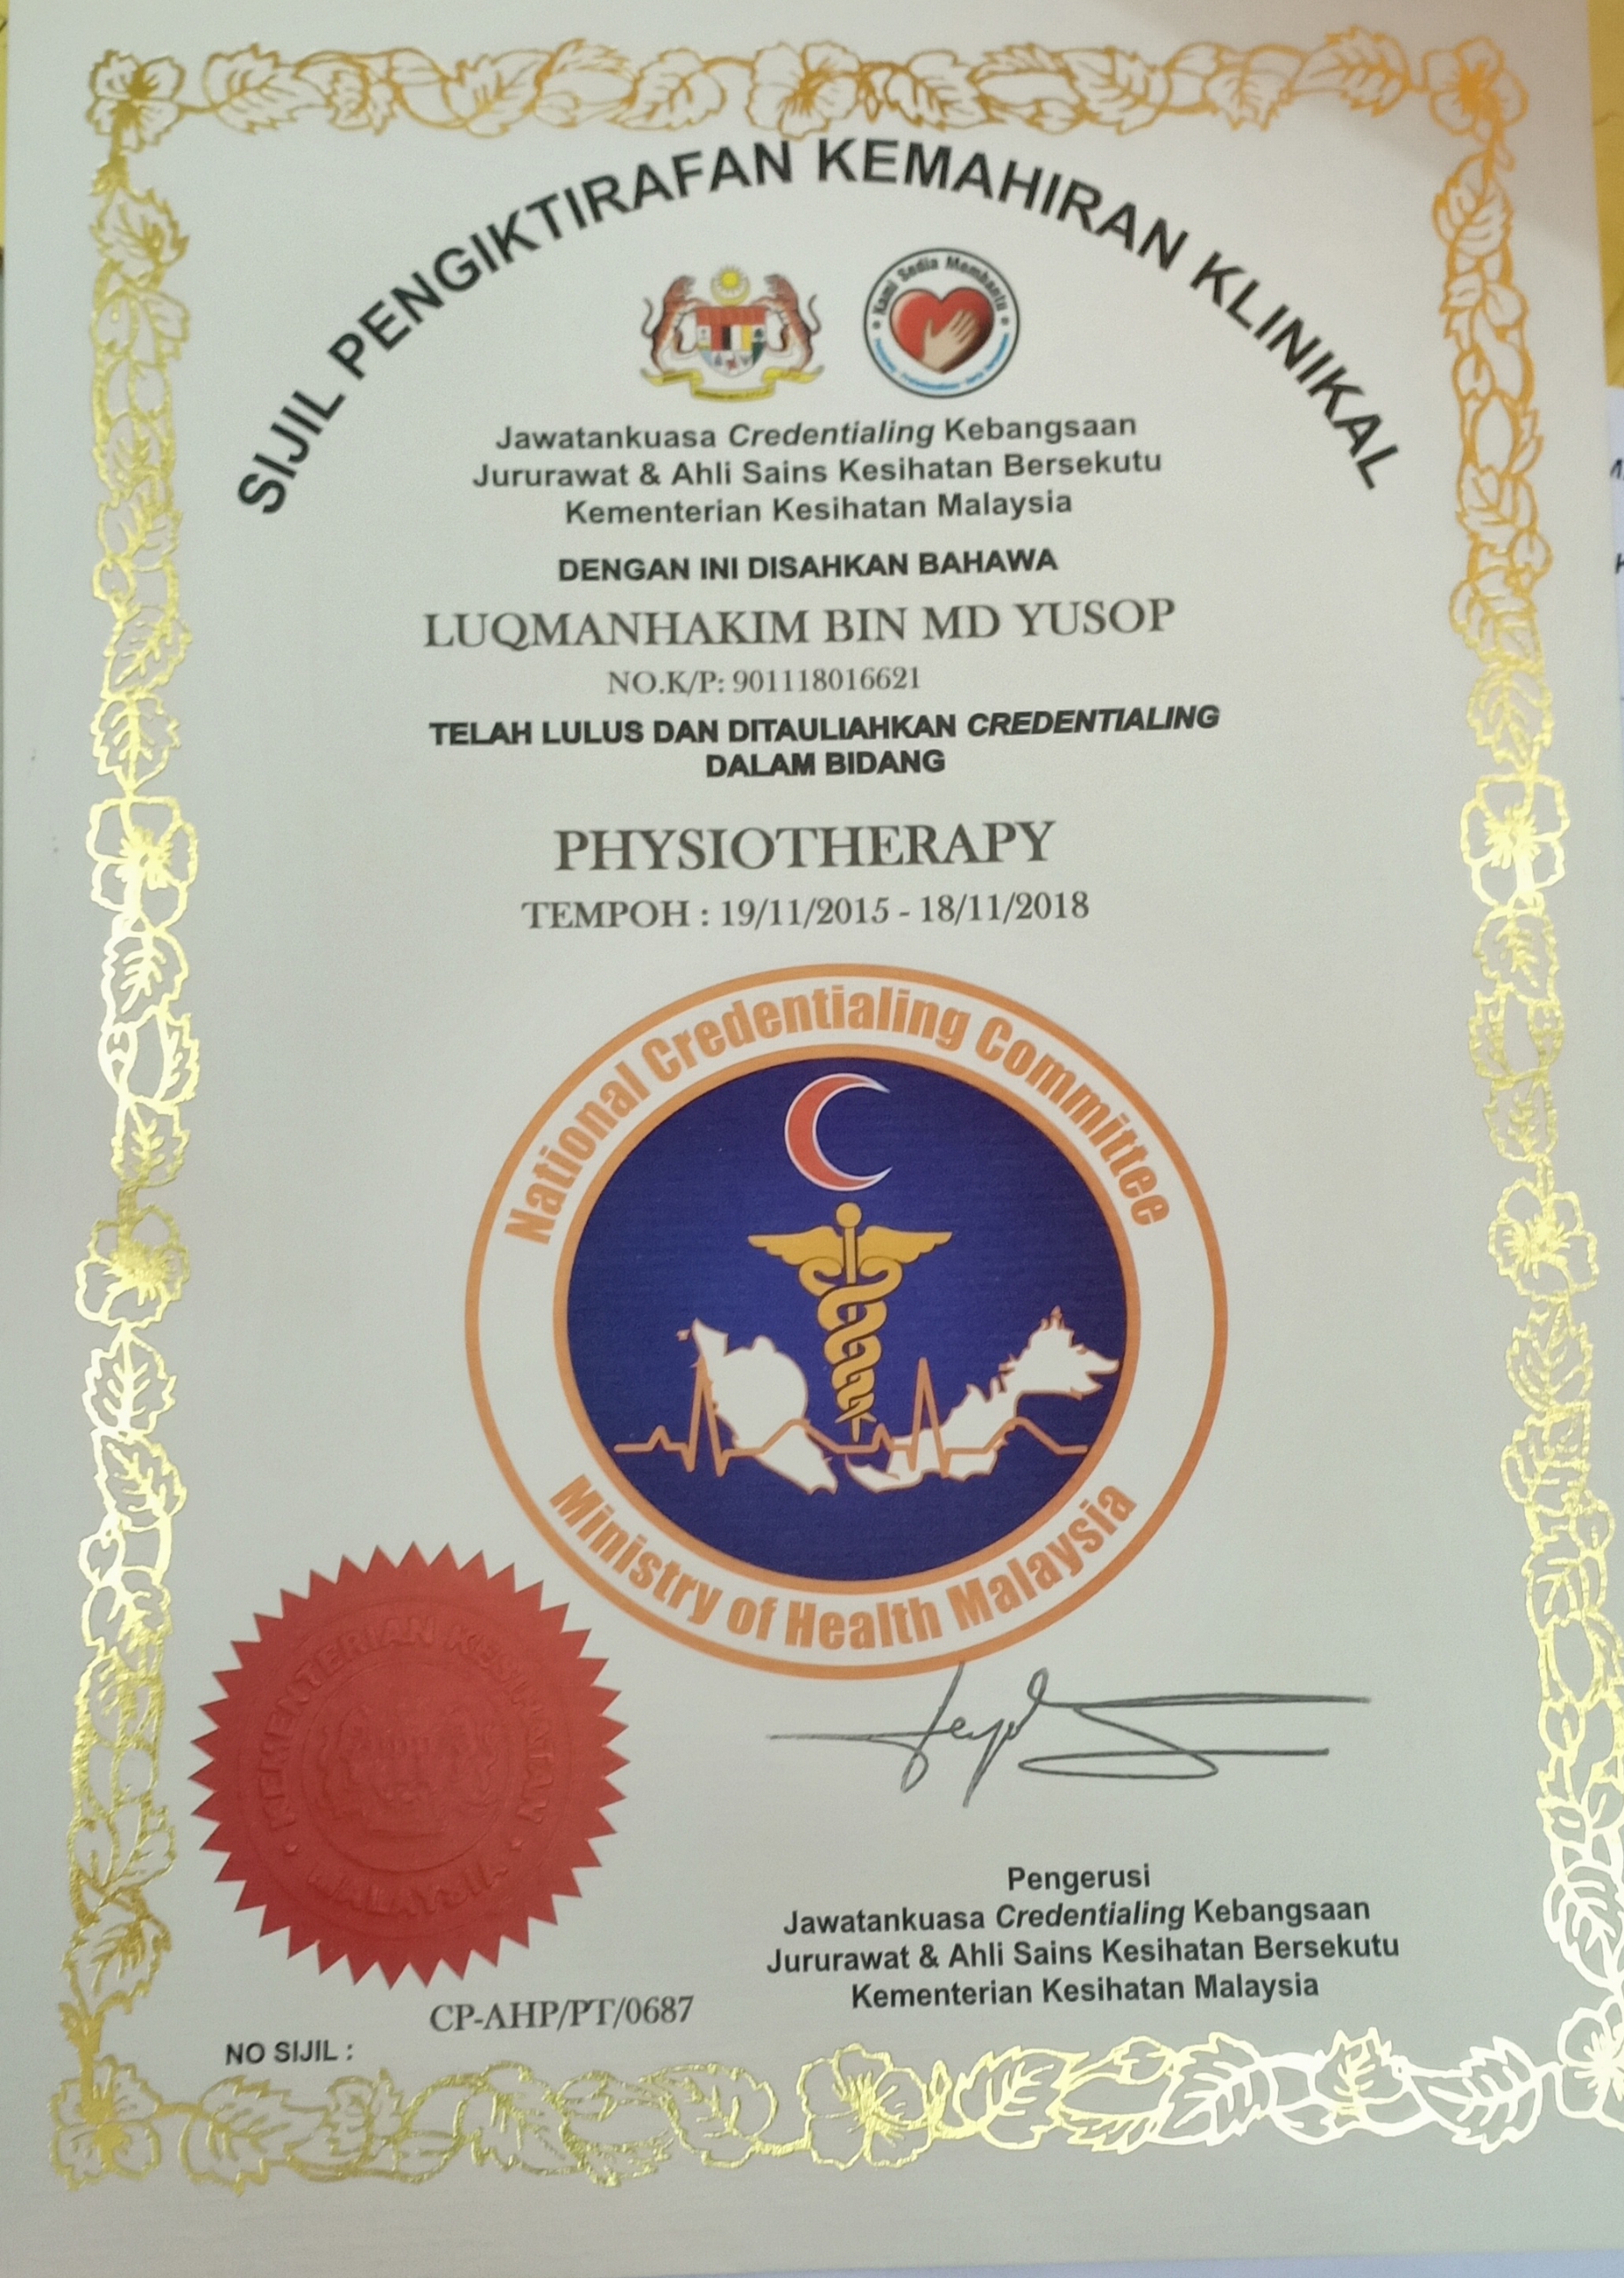 SIJIL PENGIKTIRAFAN KEMAHIRAN KLINIKAL
Kami Sedia Membantu
Jawatankuasa Credentialing Kebangsaan
Jururawat & Ahli Sains Kesihatan Bersekutu
Kementerian Kesihatan Malaysia
DENGAN INI DISAHKAN BAHAWA
LUQMANHAKIM BIN MD YUSOP
NO.K/P: 901118016621
TELAH LULUS DAN DITAULIAHKAN CREDENTIALING
DALAM BIDANG
PHYSIOTHERAPY
TEMPOH : 19/11/2015 - 18/11/2018
National Credentialing Committee
Ministry of Health Malaysia
KEMENTERIAN KESIHATAN
MALAYSIA
Pengerusi
Jawatankuasa Credentialing Kebangsaan
Jururawat & Ahli Sains Kesihatan Bersekutu
Kementerian Kesihatan Malaysia
CP-AHP/PT/0687
NO SIJIL :